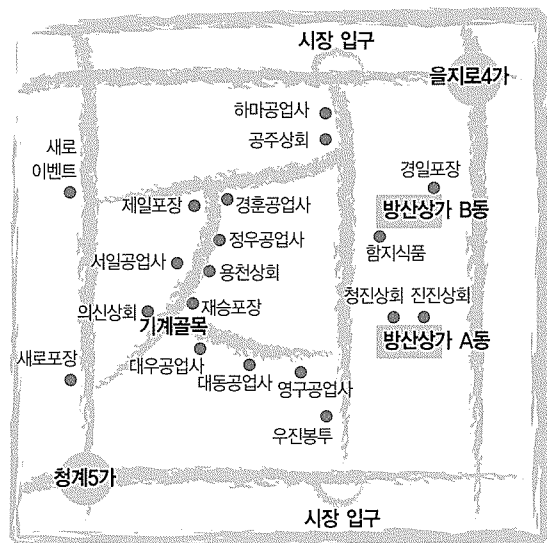 시장 입구
을지로4가
하마공업사
공주상회
새로
이벤트
경일포장
제일포장
경훈공업사
방산상가 B동
정우공업사
함지식품
서일공업사
용천상회
청진상회
진진상회
의신상회
재승포장
기계골목
방산상가 A동
새로포장
대우공업사
대동공업사
영구공업사
우진봉투
청계5가
시장 입구